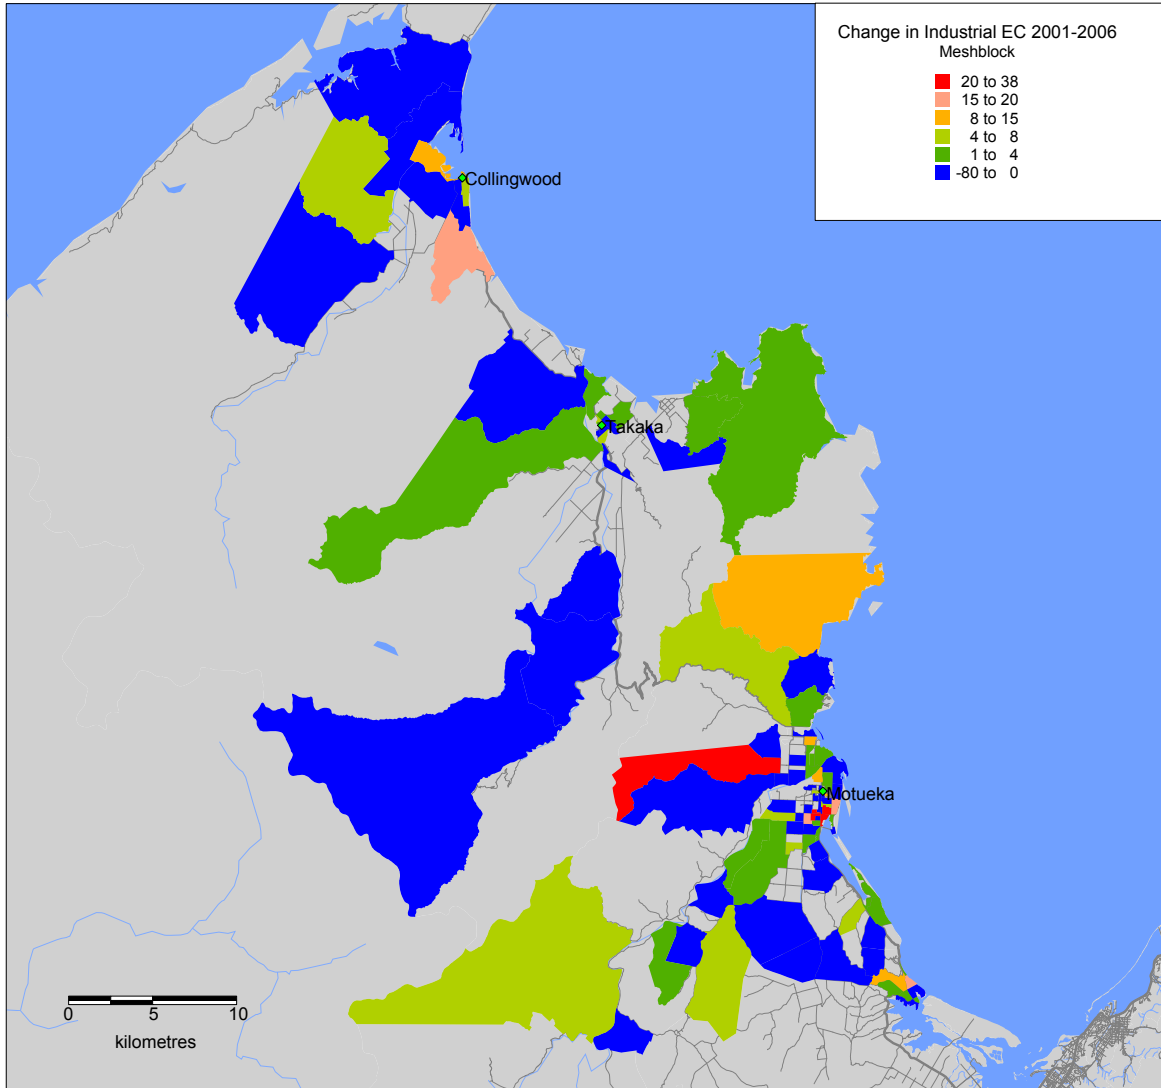 Change in Industrial EC 2001-2006
Meshblock
20 to 38
15 to 20
8 to 15
4 to 8
1 to 4
-80 to 0
Collingwood
Takaka
Motueka
0 5 10
kilometres